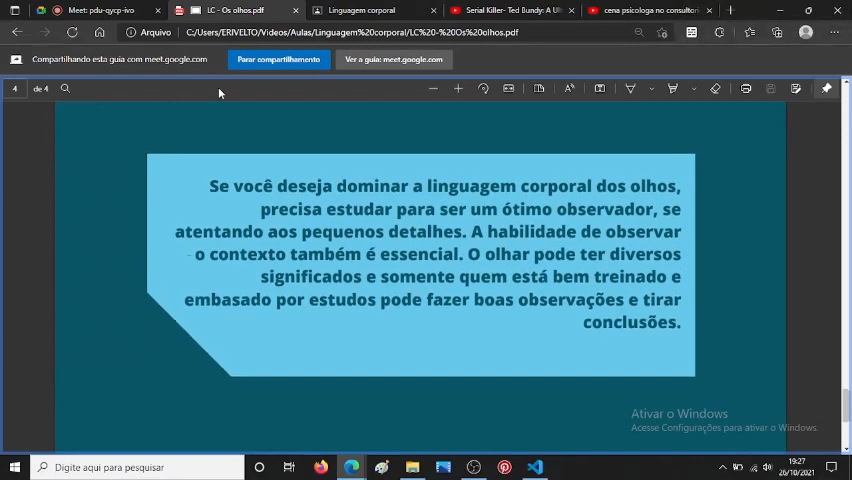 Meet: pdu-qycp-ivo
LC - Os olhos.pdf
Linguagem corporal
Serial Killer- Ted Bundy: A Ul
cena psicologa no consultori
Arquivo
C:/Users/ERIVELTO/Videos/Aulas/Linguagem%20corporal/LC%20-%20Os%20olhos.pdf
Compartilhando esta guia com meet.google.com
Parar compartilhamento
Ver a guia: meet.google.com
4 de 4
Se você deseja dominar a linguagem corporal dos olhos,
precisa estudar para ser um ótimo observador, se
atentando aos pequenos detalhes. A habilidade de observar
o contexto também é essencial. O olhar pode ter diversos
significados e somente quem está bem treinado e
embasado por estudos pode fazer boas observações e tirar
conclusões.
Ativar o Windows
Acesse Configurações para ativar o Windows.
Digite aqui para pesquisar
19:27
26/10/2021